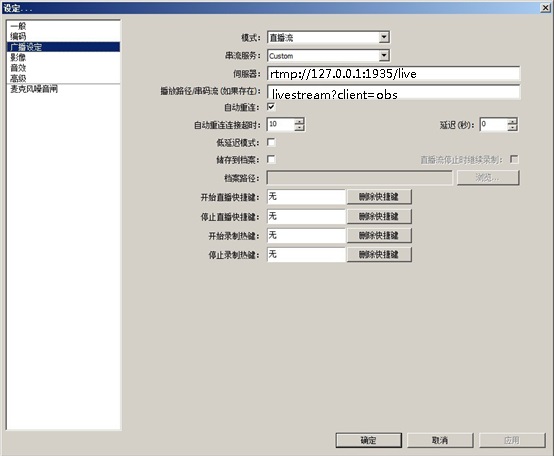 设定...
一般
编码
广播设定
影像
音效
高级
麦克风噪音闸
模式: 直播流
串流服务: Custom
伺服器: rtmp://127.0.0.1:1935/live
播放路径/串码流(如果存在): livestream?client=obs
自动重连:
自动重连连接超时: 10 延迟(秒): 0
低延迟模式:
储存到档案: 直播流停止时继续录制:
档案路径: 浏览...
开始直播快捷键: 无 删除快捷键
停止直播快捷键: 无 删除快捷键
开始录制热键: 无 删除快捷键
停止录制热键: 无 删除快捷键
确定 取消 应用